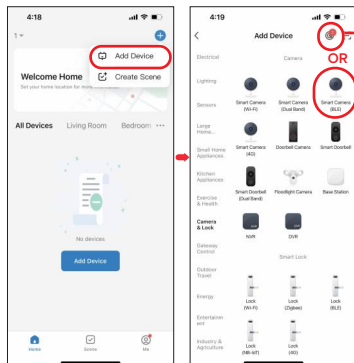 4:18
1
Add Device
Create Scene
Welcome Home
Set your home location for more
All Devices Living Room Bedroom ...
No devices
Add Device
Home Scene Me
4:19
Add Device
OR
Electrical
Lighting
Sensors
Large
Home...
Small Home
Appliances
Kitchen
Appliances
Exercise
& Health
Camera
& Lock
Gateway
Control
Outdoor
Travel
Energy
Entertainm
ent
Industry &
Agriculture
Camera
Smart Camera
(Wi-Fi)
Smart Camera
(Dual Band)
Smart Camera
(BLE)
Smart Camera
(4G)
Doorbell Camera
Smart Doorbell
Smart Doorbell
(Dual Band)
Floodlight Camera
Base Station
NVR
DVR
Smart Lock
Lock
(Wi-Fi)
Lock
(Zigbee)
Lock
(BLE)
Lock
(NB-IoT)
Lock
(4G)